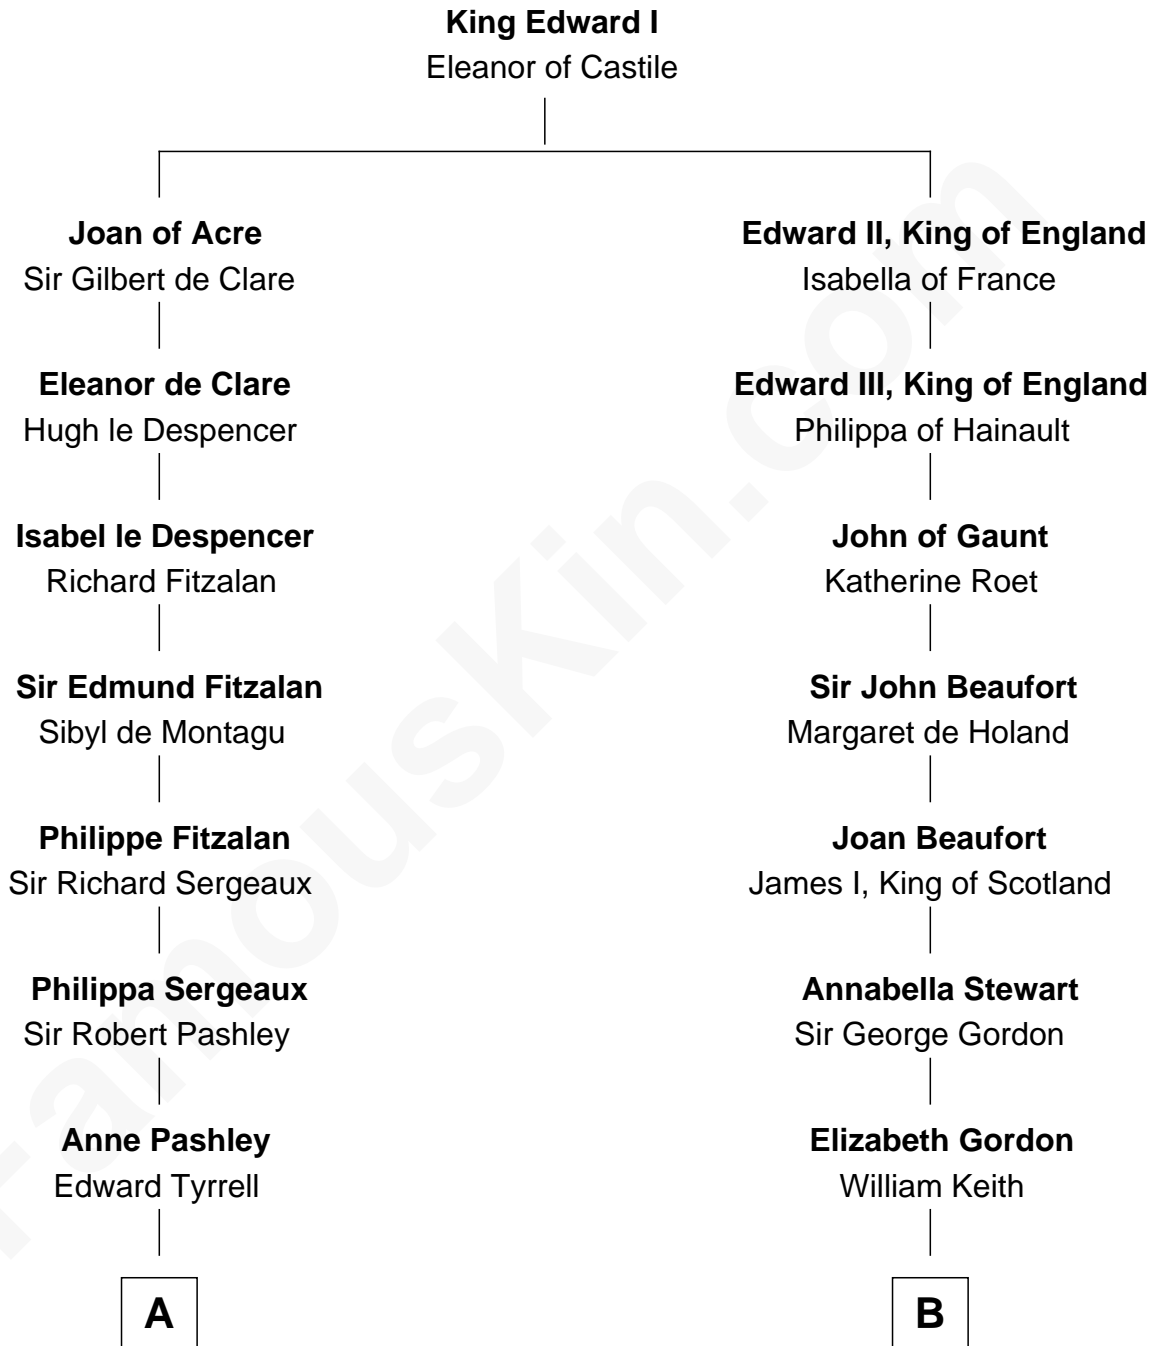 King Edward I
Eleanor of Castile
Joan of Acre
Sir Gilbert de Clare
Edward II, King of England
Isabella of France
Eleanor de Clare
Hugh le Despencer
Edward III, King of England
Philippa of Hainault
Isabel le Despencer
Richard Fitzalan
John of Gaunt
Katherine Roet
Sir Edmund Fitzalan
Sibyl de Montagu
Sir John Beaufort
Margaret de Holand
Philippe Fitzalan
Sir Richard Sergeaux
Joan Beaufort
James I, King of Scotland
Philippa Sergeaux
Sir Robert Pashley
Annabella Stewart
Sir George Gordon
Anne Pashley
Edward Tyrrell
Elizabeth Gordon
William Keith
A
B
FamousKin.com